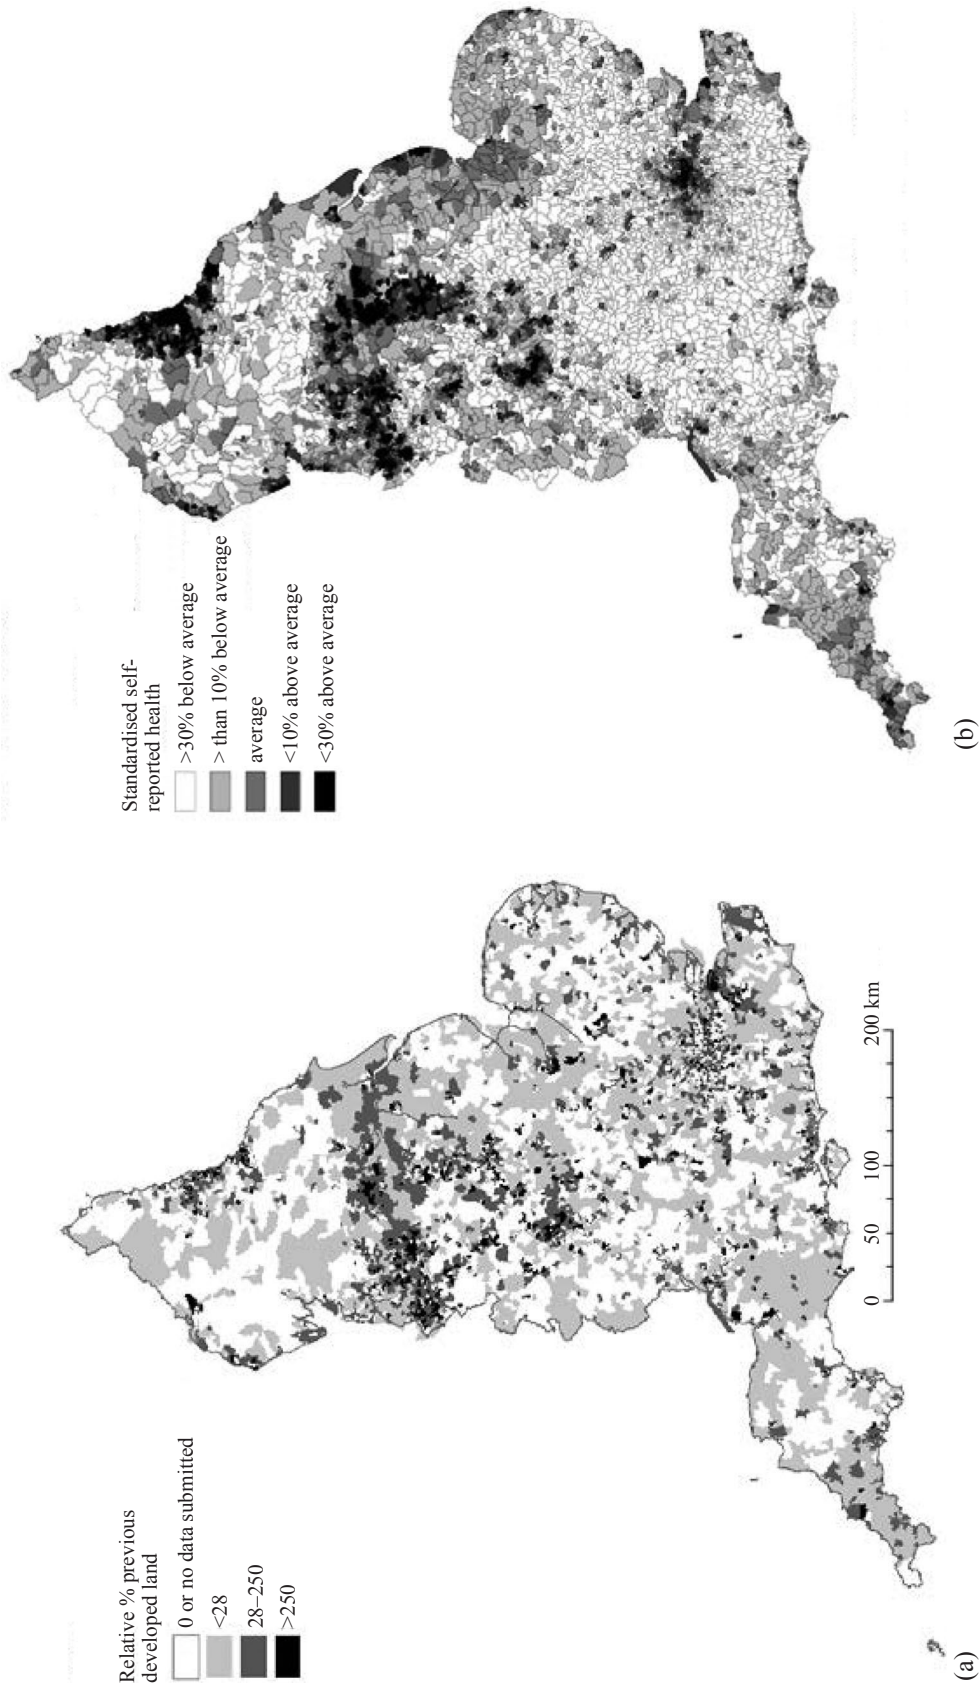 Relative % previous
developed land
0 or no data submitted
<28
28–250
>250
0
50
100
200 km
(a)
Standardised self-
reported health
>30% below average
> than 10% below average
average
<10% above average
<30% above average
(b)